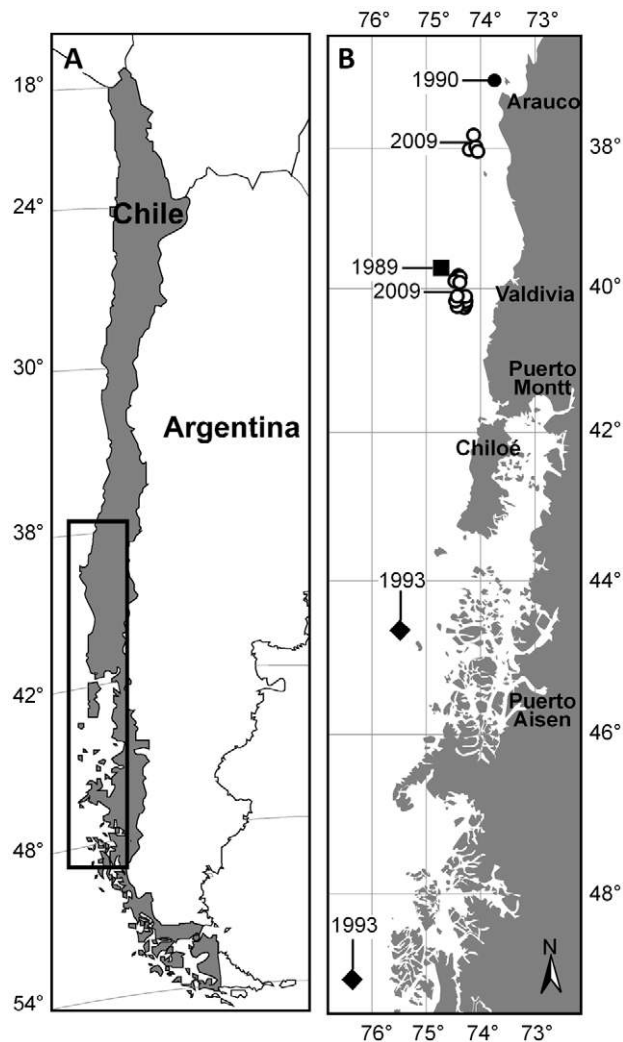 A
18°
24°
Chile
30°
Argentina
38°
42°
48°
54°
76° 75° 74° 73°
B
1990
Arauco
2009
38°
1989
2009
Valdivia
40°
Puerto
Montt
42°
Chiloé
1993
44°
Puerto
Aisen
46°
48°
1993
N
76° 75° 74° 73°